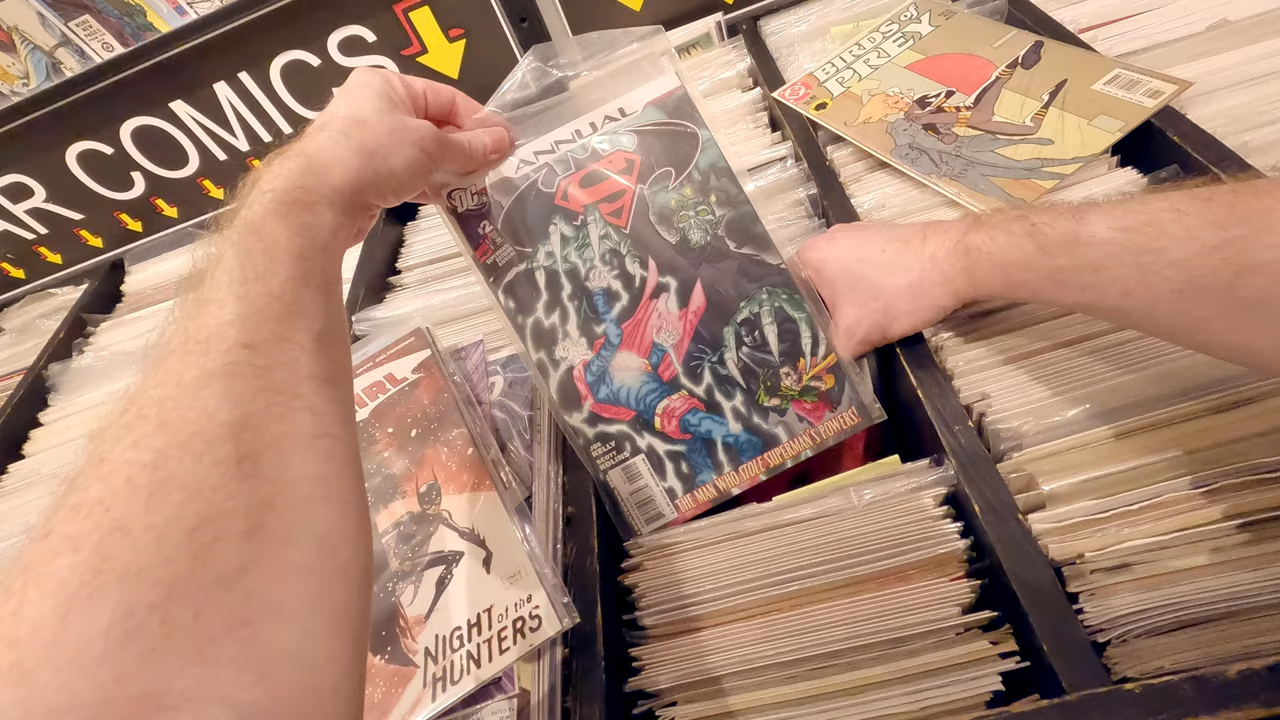 AR COMICS
ANNUAL
DC
#2
S
JOE
KELLY
SCOTT
KOLINS
THE MAN WHO STOLE SUPERMAN'S POWERS!
BIRDS OF
PREY
IRL
NIGHT of the
HUNTERS